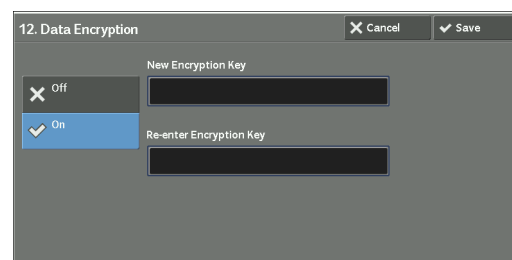 12. Data Encryption
Cancel
Save
New Encryption Key
Off
On
Re-enter Encryption Key